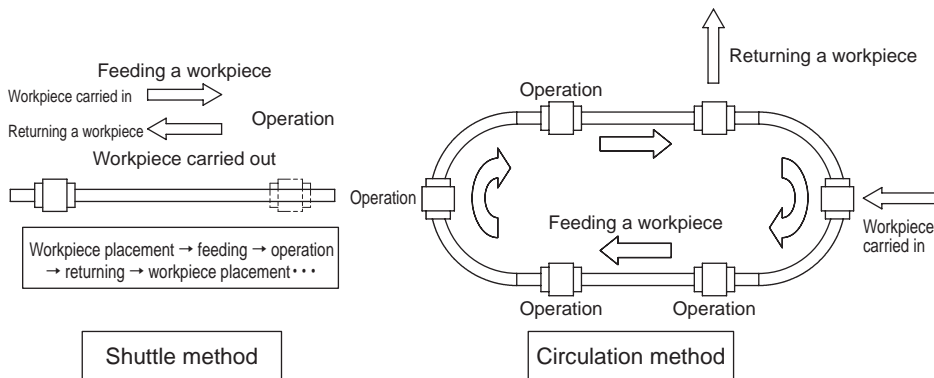 Feeding a workpiece
Workpiece carried in
Returning a workpiece
Operation
Workpiece carried out
Workpiece placement → feeding → operation
→ returning → workpiece placement・・・
Shuttle method
Returning a workpiece
Operation
Operation
Feeding a workpiece
Workpiece
carried in
Operation
Operation
Circulation method